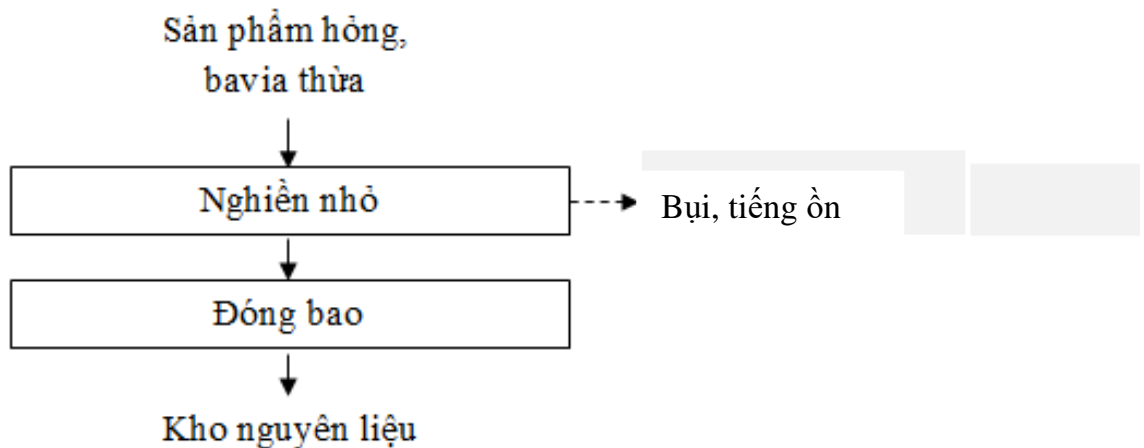 Sản phẩm hỏng,
bavia thừa
Nghiền nhỏ
Bụi, tiếng ồn
Đóng bao
Kho nguyên liệu